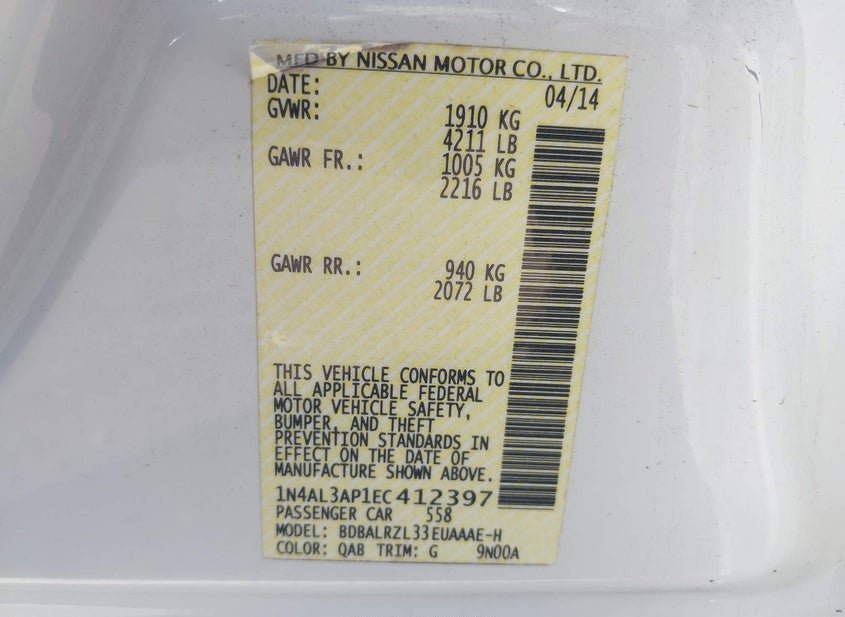 MFD BY NISSAN MOTOR CO., LTD.
DATE: 04/14
GVWR: 1910 KG
4211 LB
GAWR FR.: 1005 KG
2216 LB
GAWR RR.: 940 KG
2072 LB
THIS VEHICLE CONFORMS TO
ALL APPLICABLE FEDERAL
MOTOR VEHICLE SAFETY,
BUMPER, AND THEFT
PREVENTION STANDARDS IN
EFFECT ON THE DATE OF
MANUFACTURE SHOWN ABOVE.
1N4AL3AP1EC412397
PASSENGER CAR 558
MODEL: BDBALRZL33EUAAAE-H
COLOR: QAB TRIM: G 9N00A